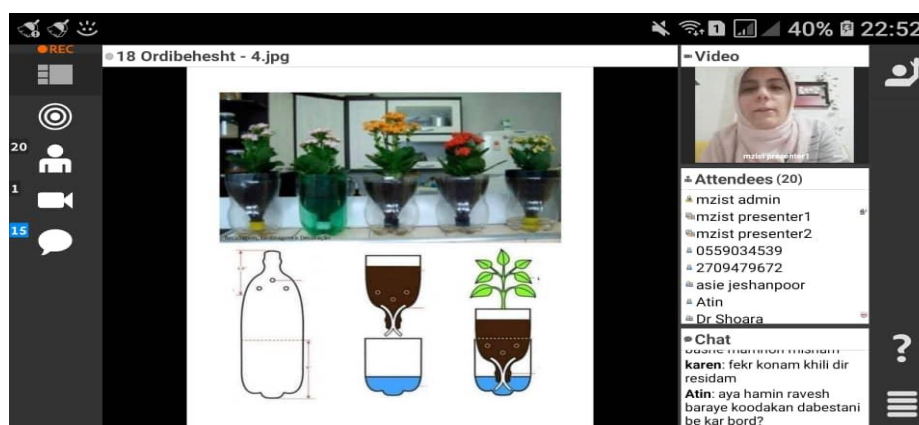 1 40% 22:52
REC
18 Ordibehesht - 4.jpg
20
1
15
Video
mzist presenter1
Attendees (20)
mzist admin
mzist presenter1
mzist presenter2
0559034539
2709479672
asie jeshanpoor
Atin
Dr Shoara
Chat
karen: fekr konam khili dir
residam
Atin: aya hamin ravesh
baraye koodakan dabestani
be kar bord?
?